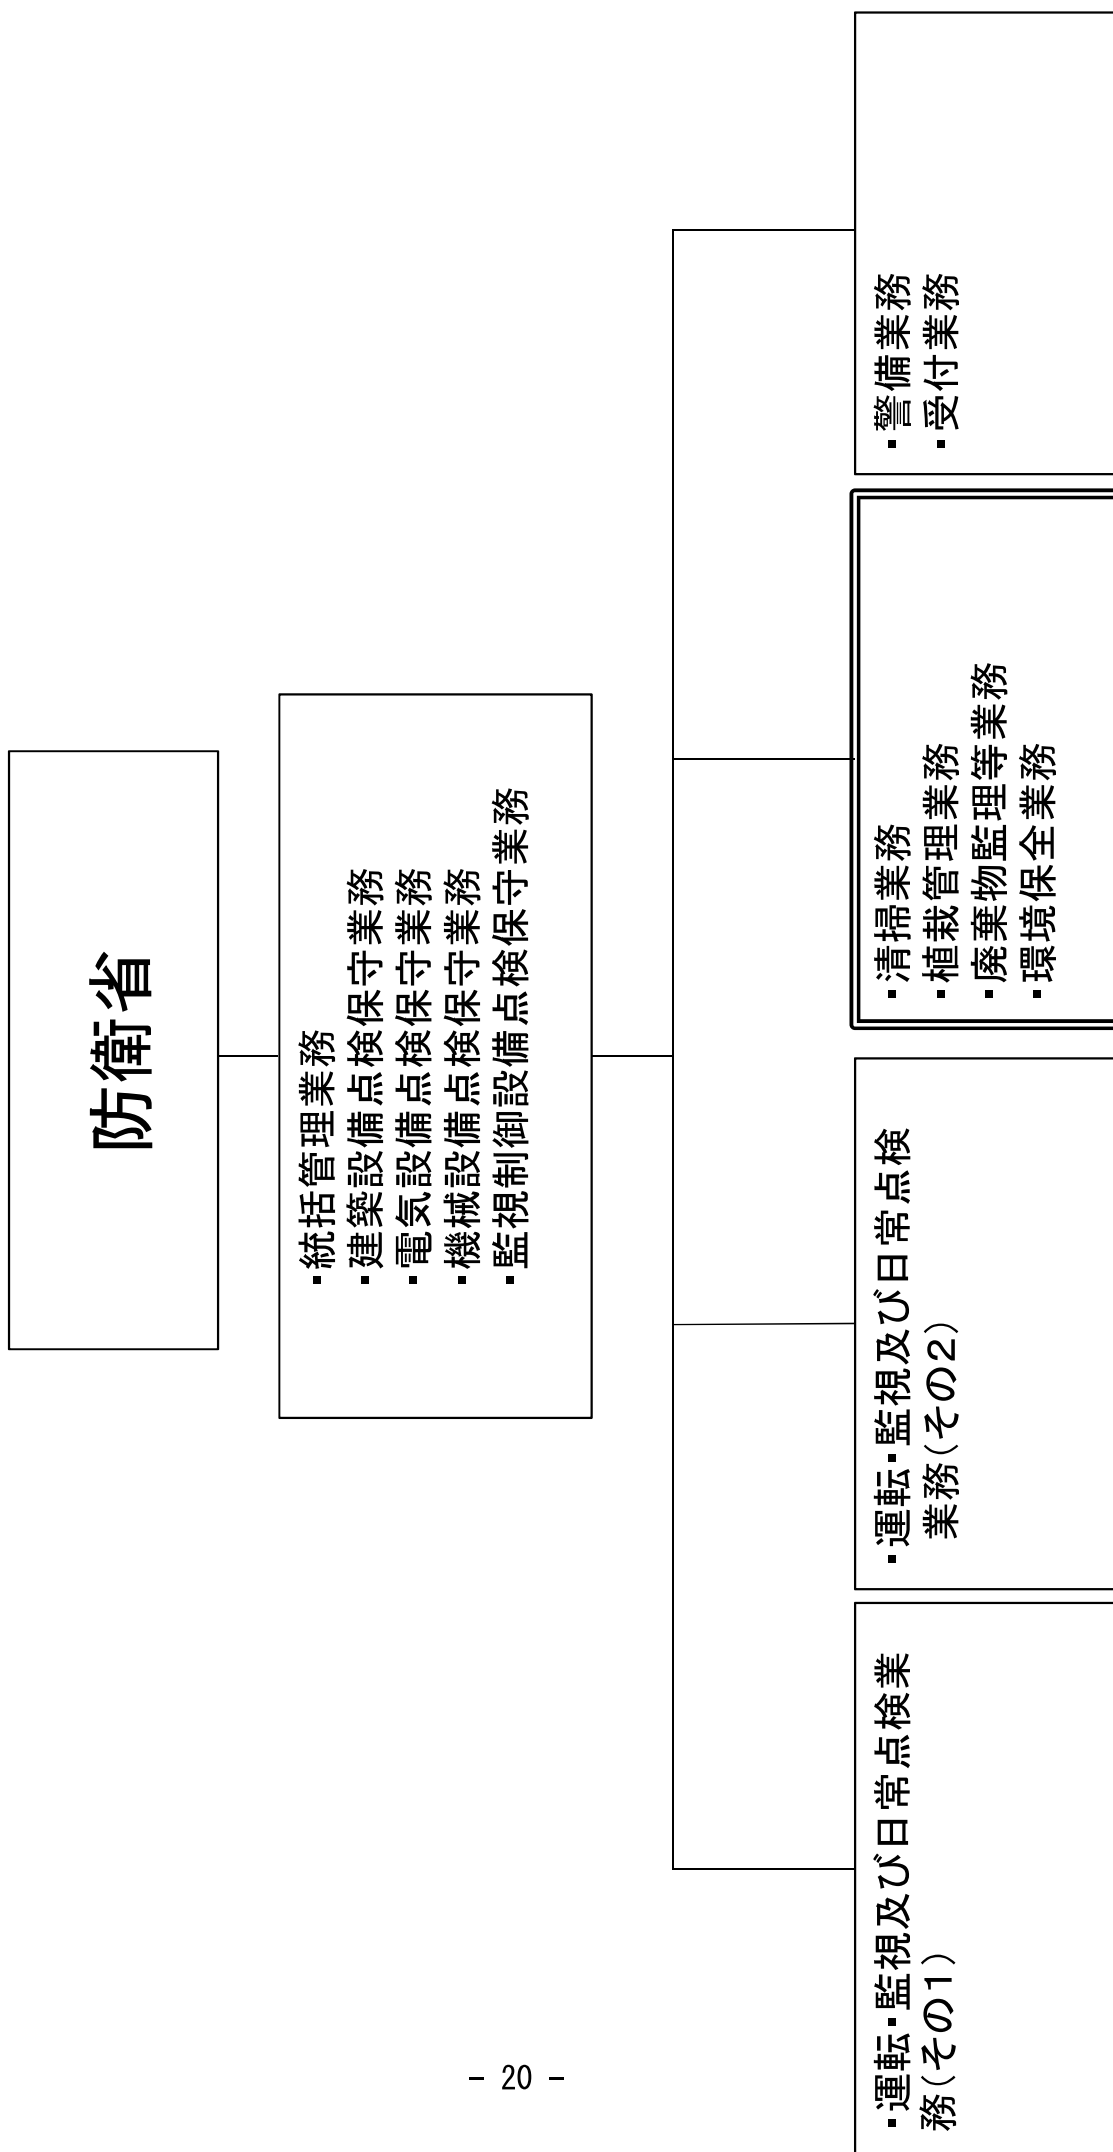 防衛省
・統括管理業務
・建築設備点検保守業務
・電気設備点検保守業務
・機械設備点検保守業務
・監視制御設備点検保守業務
・運転・監視及び日常点検業
務(その1)
・運転・監視及び日常点検
業務(その2)
・清掃業務
・植栽管理業務
・廃棄物監理等業務
・環境保全業務
・警備業務
・受付業務
- 20 -